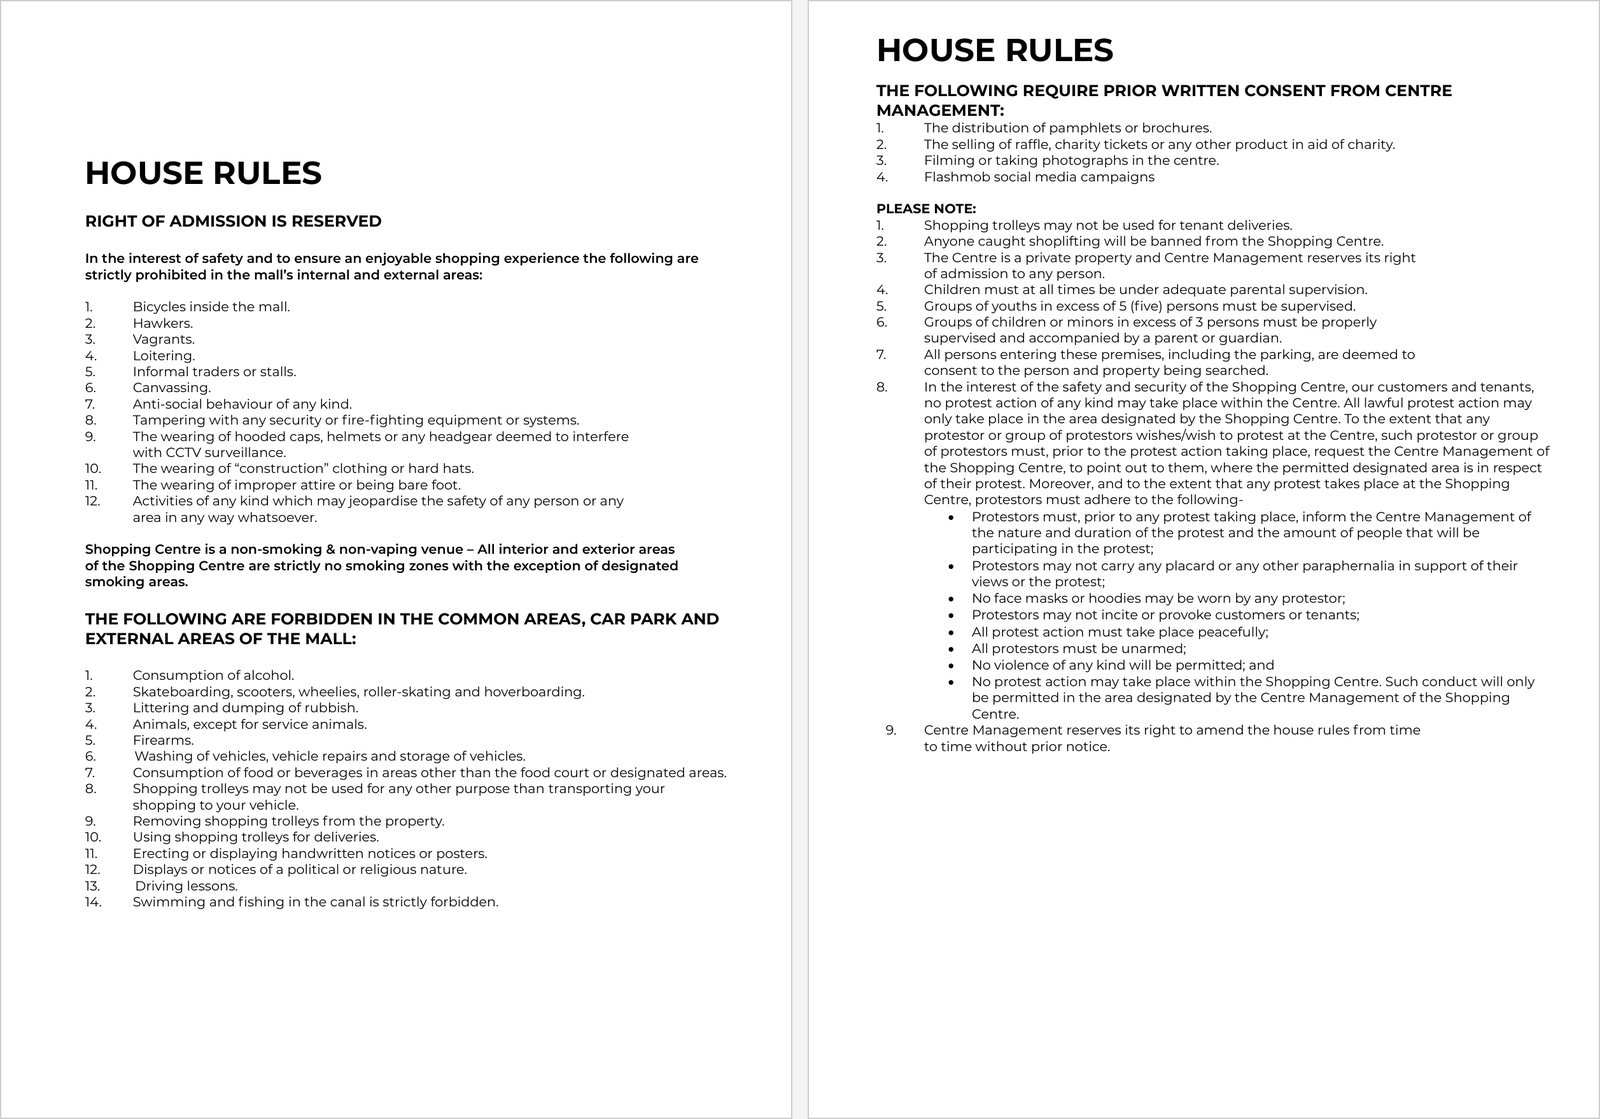 HOUSE RULES
RIGHT OF ADMISSION IS RESERVED
In the interest of safety and to ensure an enjoyable shopping experience the following are
strictly prohibited in the mall’s internal and external areas:
1. Bicycles inside the mall.
2. Hawkers.
3. Vagrants.
4. Loitering.
5. Informal traders or stalls.
6. Canvassing.
7. Anti-social behaviour of any kind.
8. Tampering with any security or fire-fighting equipment or systems.
9. The wearing of hooded caps, helmets or any headgear deemed to interfere
with CCTV surveillance.
10. The wearing of “construction” clothing or hard hats.
11. The wearing of improper attire or being bare foot.
12. Activities of any kind which may jeopardise the safety of any person or any
area in any way whatsoever.
Shopping Centre is a non-smoking & non-vaping venue – All interior and exterior areas
of the Shopping Centre are strictly no smoking zones with the exception of designated
smoking areas.
THE FOLLOWING ARE FORBIDDEN IN THE COMMON AREAS, CAR PARK AND
EXTERNAL AREAS OF THE MALL:
1. Consumption of alcohol.
2. Skateboarding, scooters, wheelies, roller-skating and hoverboarding.
3. Littering and dumping of rubbish.
4. Animals, except for service animals.
5. Firearms.
6. Washing of vehicles, vehicle repairs and storage of vehicles.
7. Consumption of food or beverages in areas other than the food court or designated areas.
8. Shopping trolleys may not be used for any other purpose than transporting your
shopping to your vehicle.
9. Removing shopping trolleys from the property.
10. Using shopping trolleys for deliveries.
11. Erecting or displaying handwritten notices or posters.
12. Displays or notices of a political or religious nature.
13. Driving lessons.
14. Swimming and fishing in the canal is strictly forbidden.
HOUSE RULES
THE FOLLOWING REQUIRE PRIOR WRITTEN CONSENT FROM CENTRE
MANAGEMENT:
1. The distribution of pamphlets or brochures.
2. The selling of raffle, charity tickets or any other product in aid of charity.
3. Filming or taking photographs in the centre.
4. Flashmob social media campaigns
PLEASE NOTE:
1. Shopping trolleys may not be used for tenant deliveries.
2. Anyone caught shoplifting will be banned from the Shopping Centre.
3. The Centre is a private property and Centre Management reserves its right
of admission to any person.
4. Children must at all times be under adequate parental supervision.
5. Groups of youths in excess of 5 (five) persons must be supervised.
6. Groups of children or minors in excess of 3 persons must be properly
supervised and accompanied by a parent or guardian.
7. All persons entering these premises, including the parking, are deemed to
consent to the person and property being searched.
8. In the interest of the safety and security of the Shopping Centre, our customers and tenants,
no protest action of any kind may take place within the Centre. All lawful protest action may
only take place in the area designated by the Shopping Centre. To the extent that any
protestor or group of protestors wishes/wish to protest at the Centre, such protestor or group
of protestors must, prior to the protest action taking place, request the Centre Management of
the Shopping Centre, to point out to them, where the permitted designated area is in respect
of their protest. Moreover, and to the extent that any protest takes place at the Shopping
Centre, protestors must adhere to the following-
• Protestors must, prior to any protest taking place, inform the Centre Management of
the nature and duration of the protest and the amount of people that will be
participating in the protest;
• Protestors may not carry any placard or any other paraphernalia in support of their
views or the protest;
• No face masks or hoodies may be worn by any protestor;
• Protestors may not incite or provoke customers or tenants;
• All protest action must take place peacefully;
• All protestors must be unarmed;
• No violence of any kind will be permitted; and
• No protest action may take place within the Shopping Centre. Such conduct will only
be permitted in the area designated by the Centre Management of the Shopping
Centre.
9. Centre Management reserves its right to amend the house rules from time
to time without prior notice.